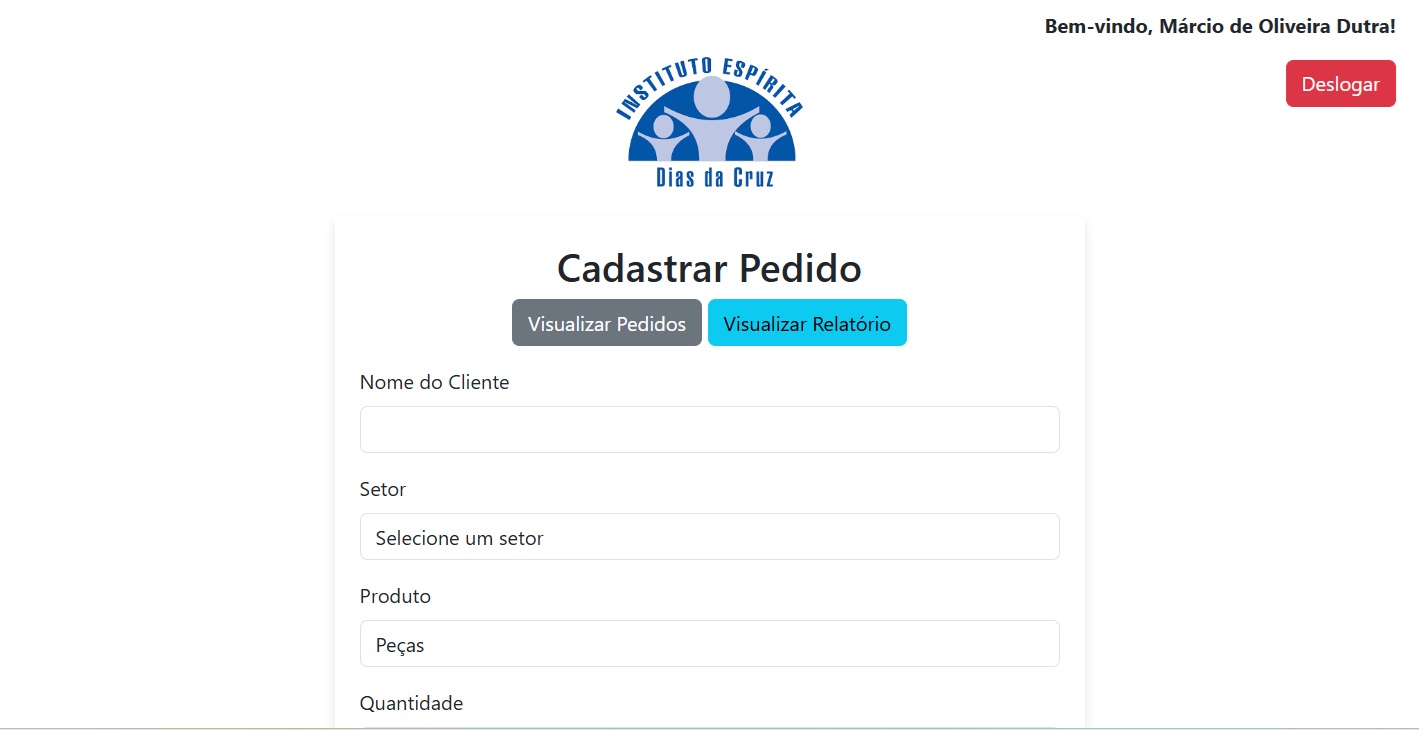 Bem-vindo, Márcio de Oliveira Dutra!
Deslogar
INSTITUTO ESPÍRITA
Dias da Cruz
Cadastrar Pedido
Visualizar Pedidos Visualizar Relatório
Nome do Cliente
Setor
Selecione um setor
Produto
Peças
Quantidade